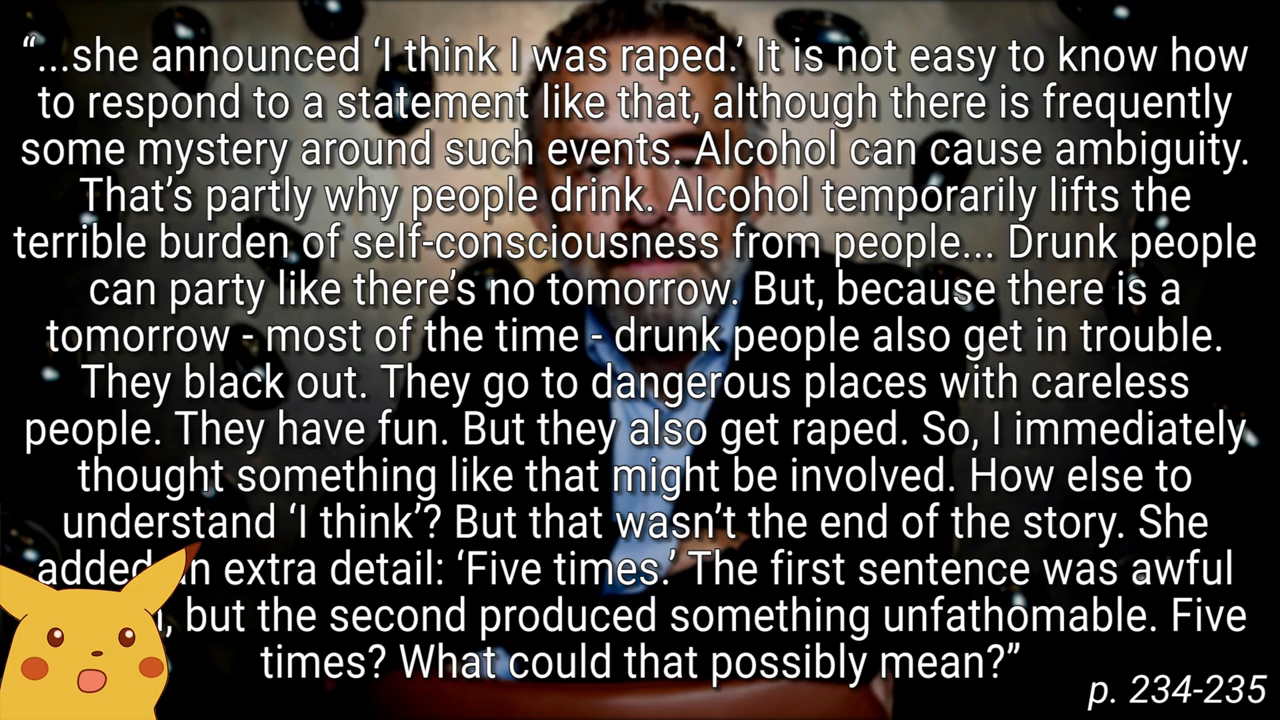 “...she announced ‘I think I was raped.’ It is not easy to know how
to respond to a statement like that, although there is frequently
some mystery around such events. Alcohol can cause ambiguity.
That’s partly why people drink. Alcohol temporarily lifts the
terrible burden of self-consciousness from people... Drunk people
can party like there’s no tomorrow. But, because there is a
tomorrow - most of the time - drunk people also get in trouble.
They black out. They go to dangerous places with careless
people. They have fun. But they also get raped. So, I immediately
thought something like that might be involved. How else to
understand ‘I think’? But that wasn’t the end of the story. She
added an extra detail: ‘Five times.’ The first sentence was awful
but the second produced something unfathomable. Five
times? What could that possibly mean?”
p. 234-235